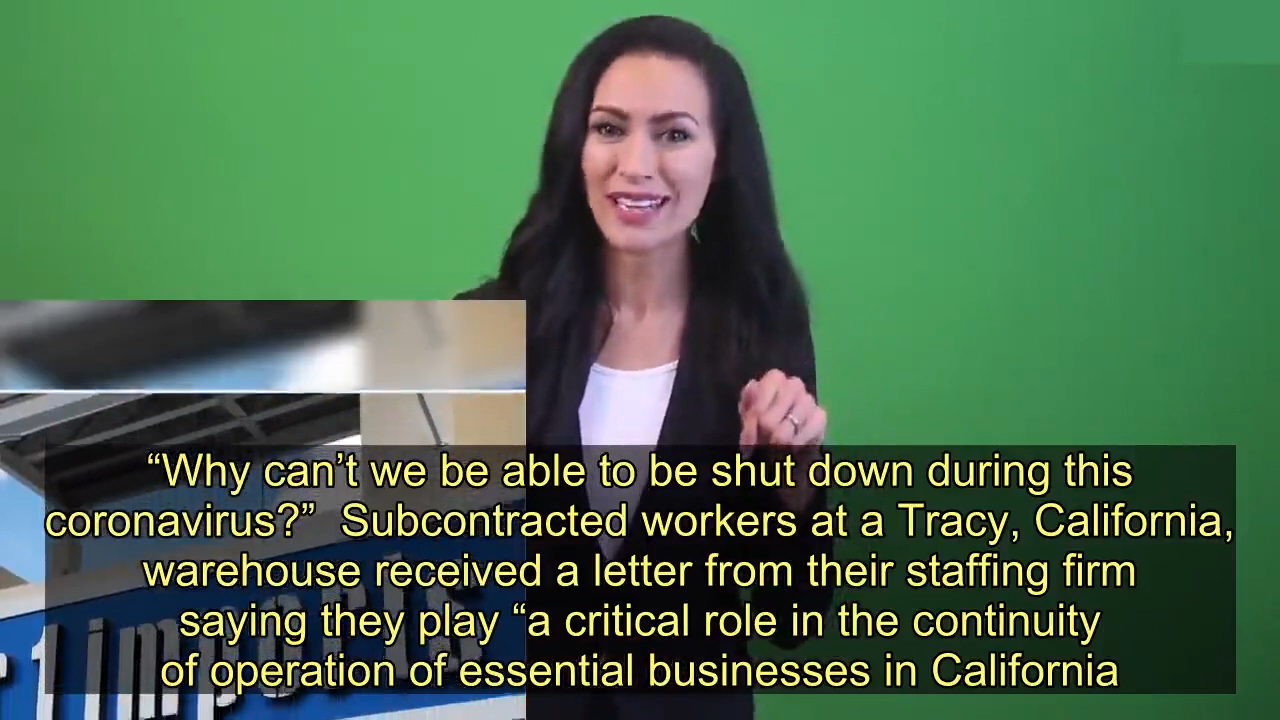 “Why can’t we be able to be shut down during this
coronavirus?”  Subcontracted workers at a Tracy, California,
warehouse received a letter from their staffing firm
saying they play “a critical role in the continuity
of operation of essential businesses in California
1 imports